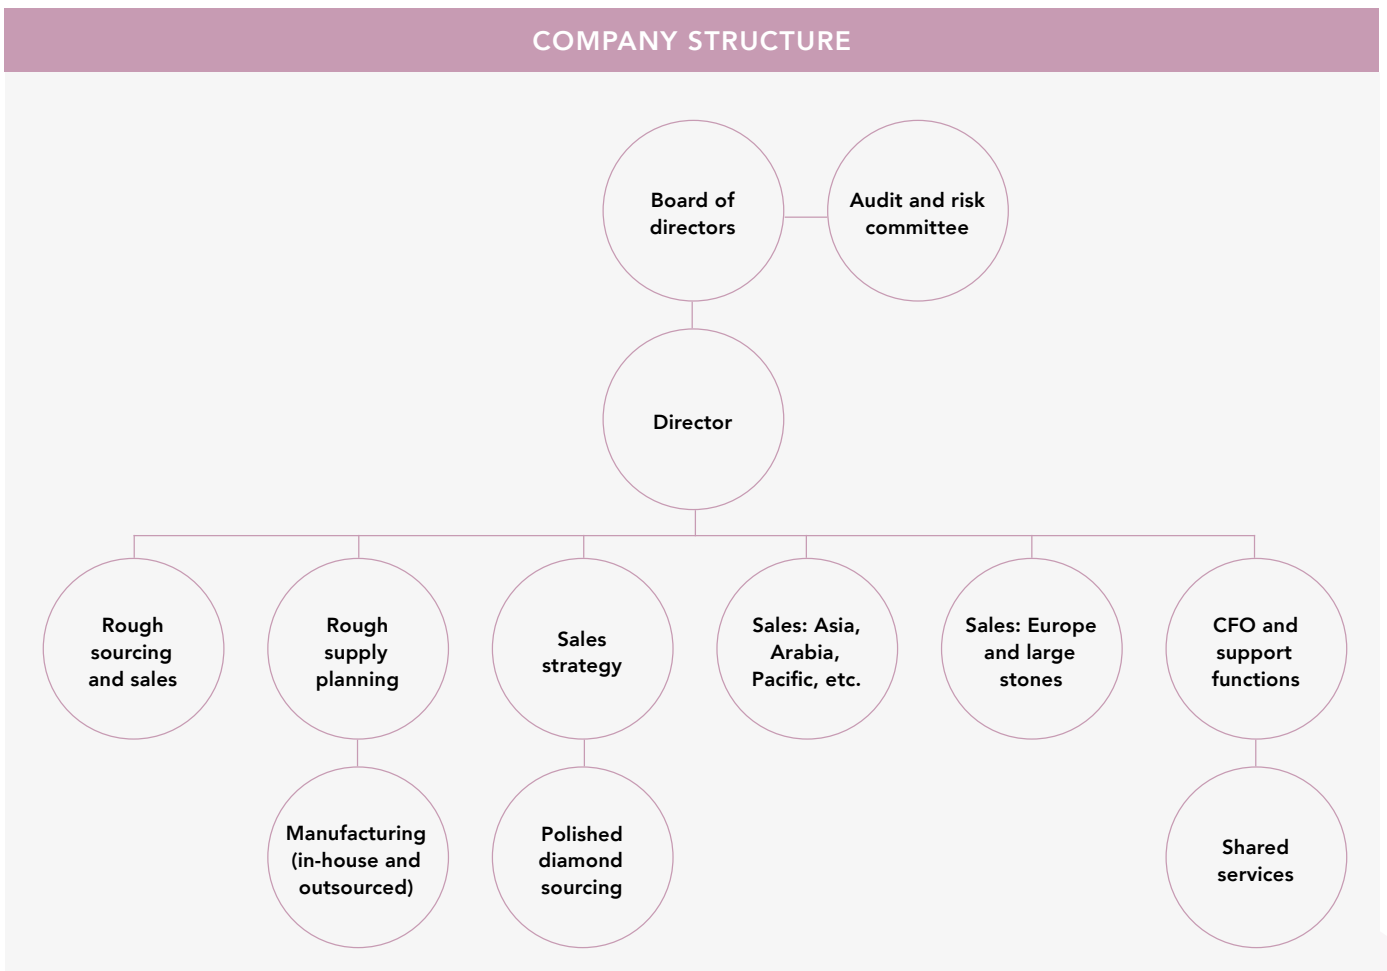 COMPANY STRUCTURE
Board of
directors
Audit and risk
committee
Director
Rough
sourcing
and sales
Rough
supply
planning
Sales
strategy
Sales: Asia,
Arabia,
Pacific, etc.
Sales: Europe
and large
stones
CFO and
support
functions
Manufacturing
(in-house and
outsourced)
Polished
diamond
sourcing
Shared
services